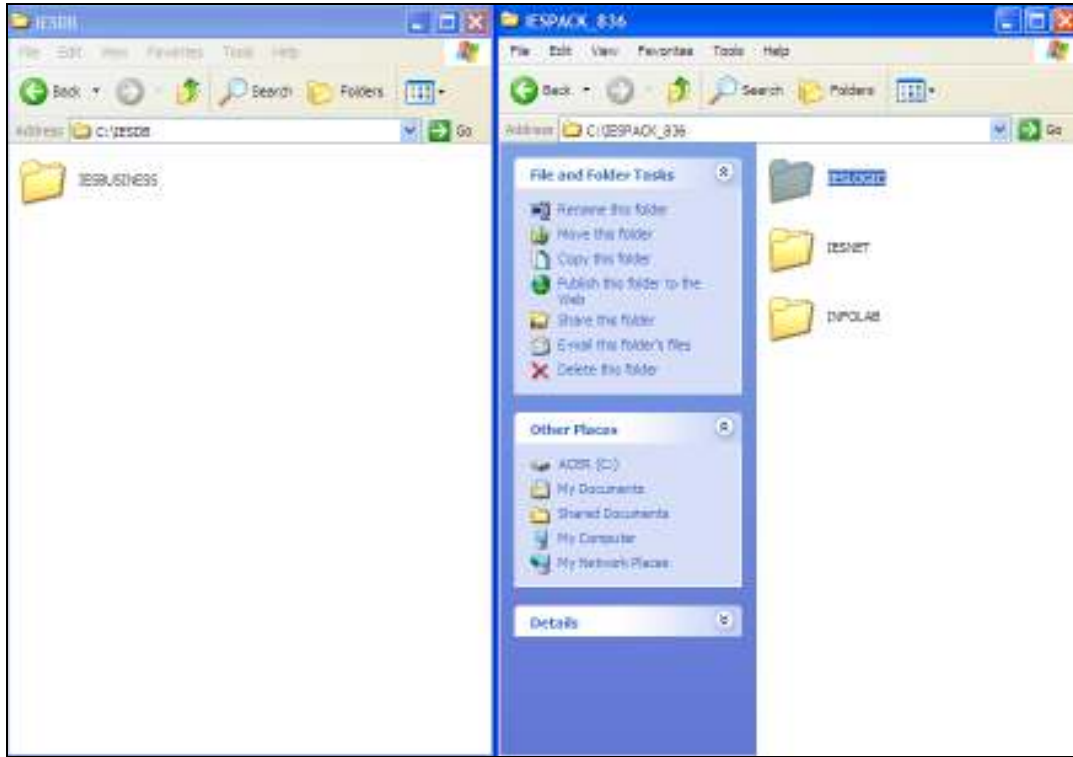 IESDB
File Edit View Favorites Tools Help
Back Search Folders
Address C:\IESDB Go
IESBUSINESS
IESPACK_836
File Edit View Favorites Tools Help
Back Search Folders
Address C:\IESPACK_836 Go
File and Folder Tasks
Rename this folder
Move this folder
Copy this folder
Publish this folder to the
Web
Share this folder
E-mail this folder's files
Delete this folder
Other Places
ACER (C:)
My Documents
Shared Documents
My Computer
My Network Places
Details
IESLOGIC
IESNET
INFOLAB